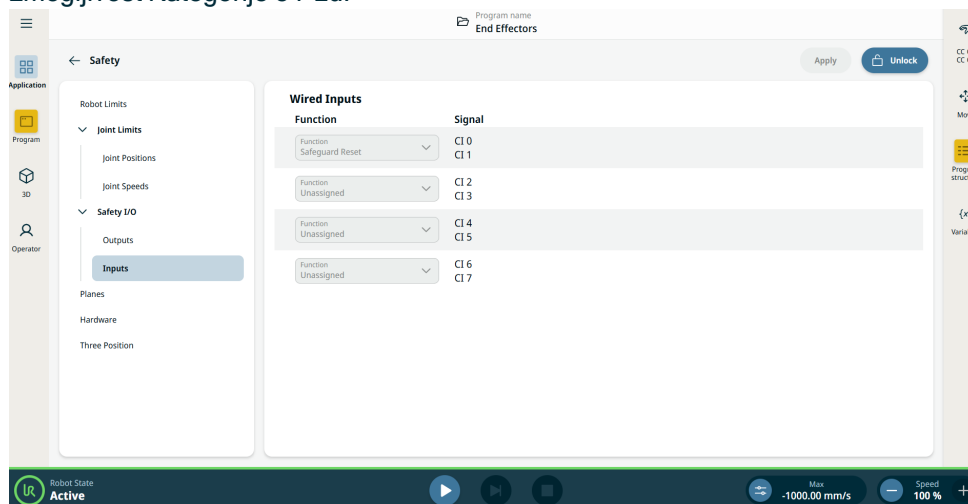 Program name
End Effectors
Safety
Apply
Unlock
Application
Program
3D
Operator
Robot Limits
Joint Limits
Joint Positions
Joint Speeds
Safety I/O
Outputs
Inputs
Planes
Hardware
Three Position
Wired Inputs
Function Signal
Function
Safeguard Reset
CI 0
CI 1
Function
Unassigned
CI 2
CI 3
Function
Unassigned
CI 4
CI 5
Function
Unassigned
CI 6
CI 7
Robot State
Active
Max
-1000.00 mm/s
Speed
100 %